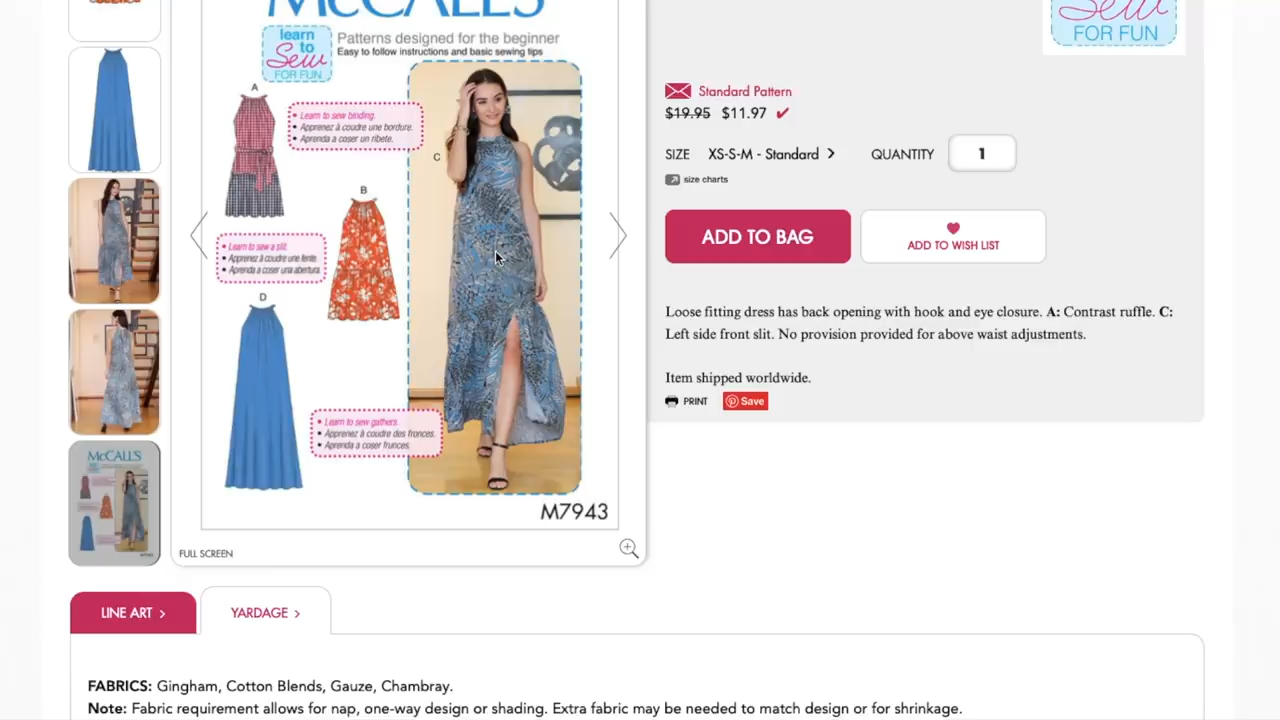 McCALL'S
learn
to
Sew
FOR FUN
Patterns designed for the beginner
Easy to follow instructions and basic sewing tips
A
• Learn to sew binding.
• Apprenez à coudre une bordure.
• Aprenda a coser un ribete.
C
B
• Learn to sew a slit.
• Apprenez à coudre une fente.
• Aprenda a coser una abertura.
D
• Learn to sew gathers.
• Apprenez à coudre des fronces.
• Aprenda a coser frunces.
M7943
FULL SCREEN
McCALL'S
Sew
FOR FUN
Standard Pattern
$19.95 $11.97 ✓
SIZE XS-S-M - Standard > QUANTITY 1
size charts
ADD TO BAG
ADD TO WISH LIST
Loose fitting dress has back opening with hook and eye closure. A: Contrast ruffle. C:
Left side front slit. No provision provided for above waist adjustments.
Item shipped worldwide.
PRINT Save
LINE ART > YARDAGE >
FABRICS: Gingham, Cotton Blends, Gauze, Chambray.
Note: Fabric requirement allows for nap, one-way design or shading. Extra fabric may be needed to match design or for shrinkage.